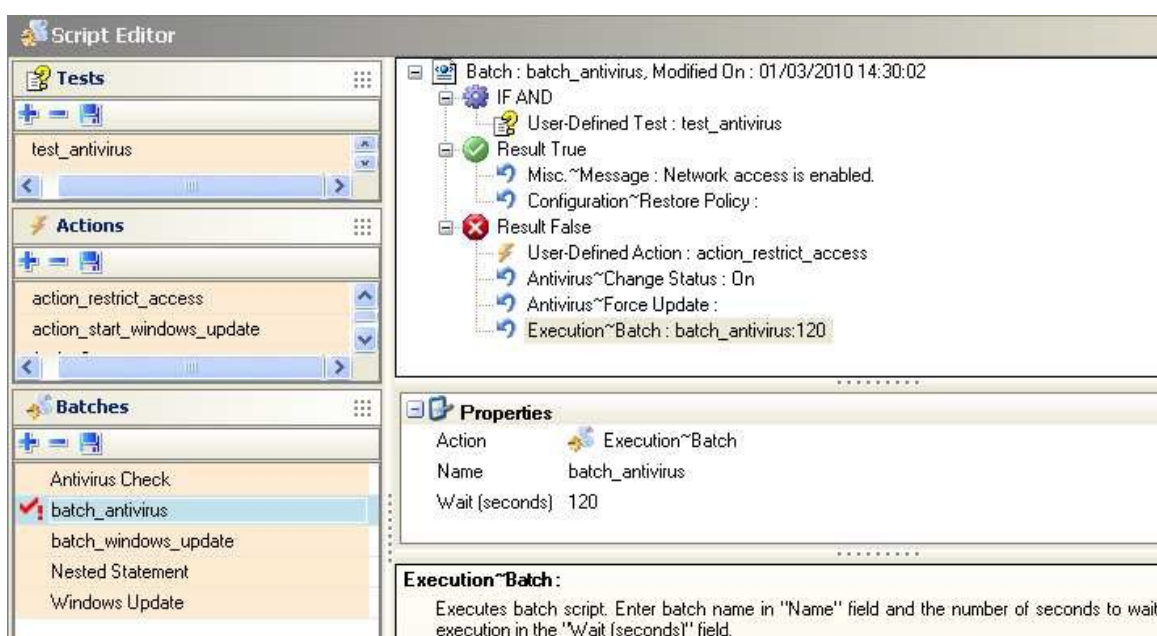 Script Editor
Tests
test_antivirus
Actions
action_restrict_access
action_start_windows_update
Batches
Antivirus Check
batch_antivirus
batch_windows_update
Nested Statement
Windows Update
Batch : batch_antivirus, Modified On : 01/03/2010 14:30:02
IF AND
User-Defined Test : test_antivirus
Result True
Misc.~Message : Network access is enabled.
Configuration~Restore Policy :
Result False
User-Defined Action : action_restrict_access
Antivirus~Change Status : On
Antivirus~Force Update :
Execution~Batch : batch_antivirus:120
Properties
Action Execution~Batch
Name batch_antivirus
Wait (seconds) 120
Execution~Batch :
Executes batch script. Enter batch name in "Name" field and the number of seconds to wait
execution in the "Wait (seconds)" field.